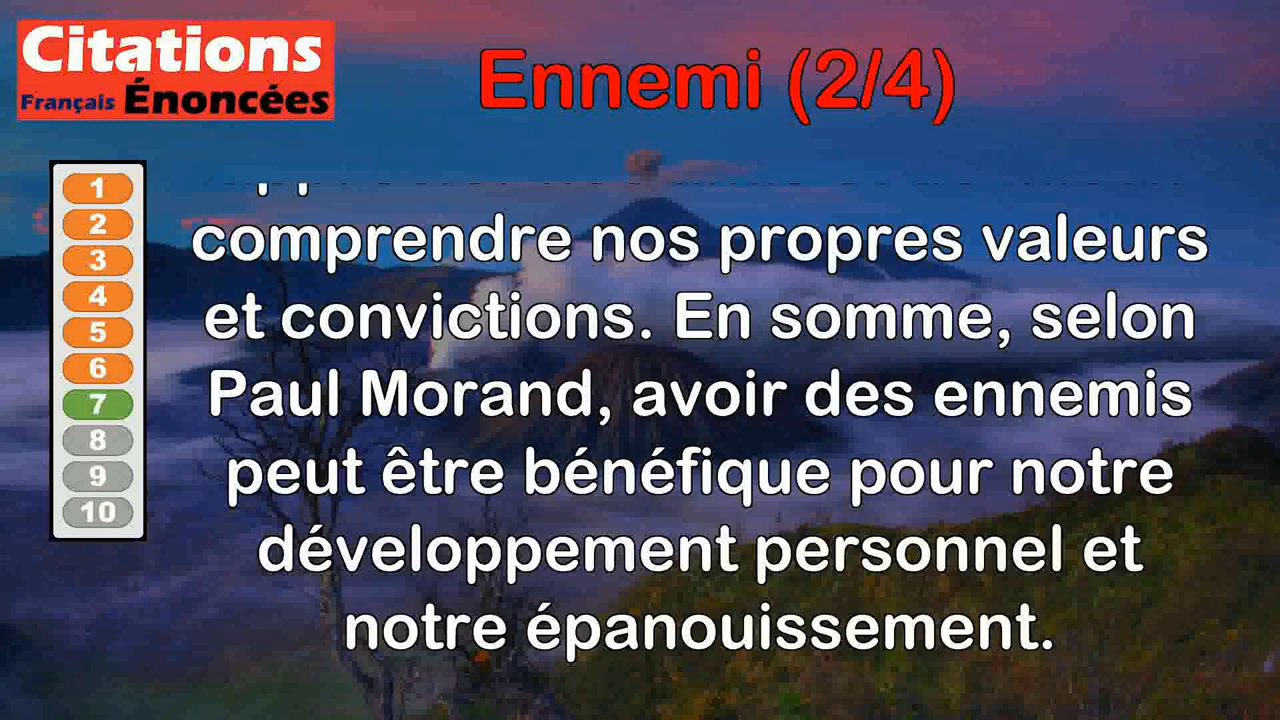 Citations
Français Énoncées
Ennemi (2/4)
1
2
3
4
5
6
7
8
9
10
comprendre nos propres valeurs
et convictions. En somme, selon
Paul Morand, avoir des ennemis
peut être bénéfique pour notre
développement personnel et
notre épanouissement.